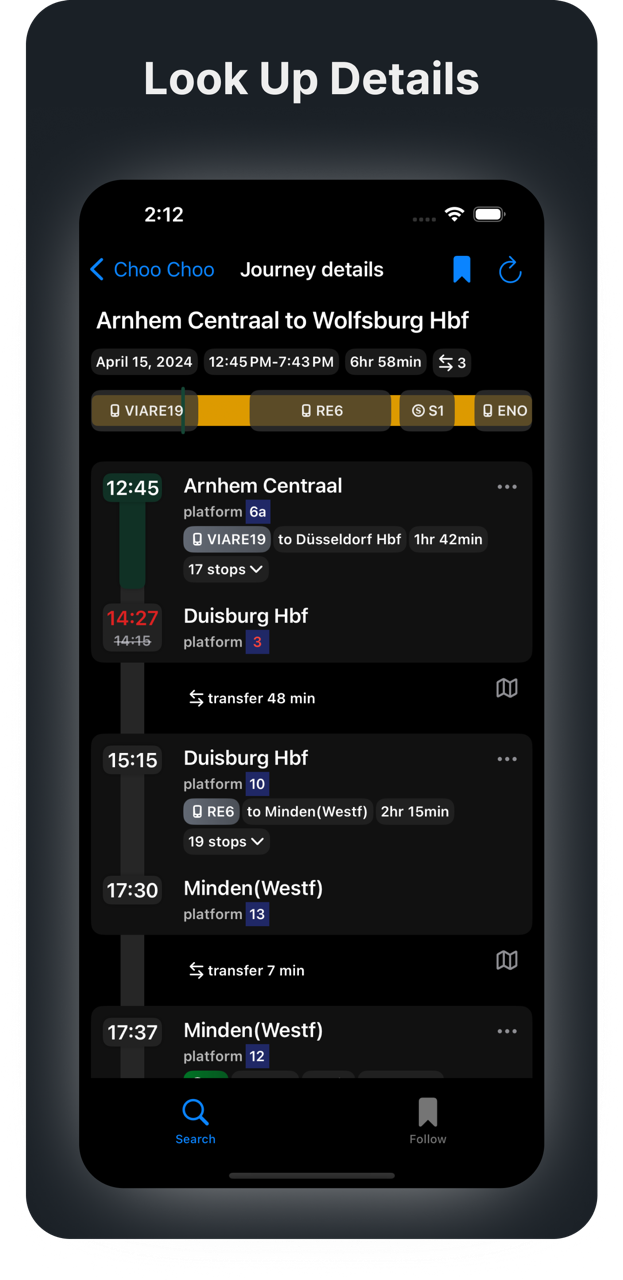 Look Up Details
2:12
Choo Choo Journey details
Arnhem Centraal to Wolfsburg Hbf
April 15, 2024 12:45 PM-7:43 PM 6hr 58min 3
VIARE19 RE6 S S1 ENO
12:45 Arnhem Centraal
platform 6a
VIARE19 to Düsseldorf Hbf 1hr 42min
17 stops
14:27 Duisburg Hbf
14:15 platform 3
transfer 48 min
15:15 Duisburg Hbf
platform 10
RE6 to Minden(Westf) 2hr 15min
19 stops
17:30 Minden(Westf)
platform 13
transfer 7 min
17:37 Minden(Westf)
platform 12
Search Follow